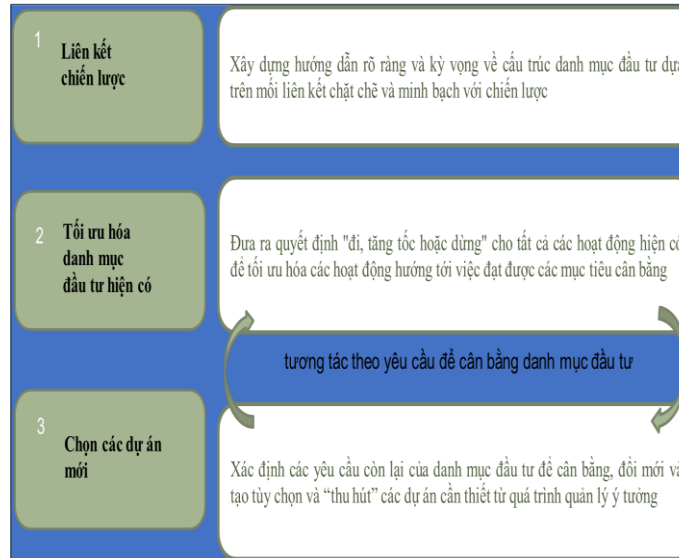 1
Liên kết
chiến lược
Xây dựng hướng dẫn rõ ràng và kỳ vọng về cấu trúc danh mục đầu tư dựa
trên mối liên kết chặt chẽ và minh bạch với chiến lược
2
Tối ưu hóa
danh mục
đầu tư hiện có
Đưa ra quyết định "đi, tăng tốc hoặc dừng" cho tất cả các hoạt động hiện có
để tối ưu hóa các hoạt động hướng tới việc đạt được các mục tiêu cân bằng
tương tác theo yêu cầu để cân bằng danh mục đầu tư
3
Chọn các dự án
mới
Xác định các yêu cầu còn lại của danh mục đầu tư để cân bằng, đổi mới và
tạo tùy chọn và “thu hút” các dự án cần thiết từ quá trình quản lý ý tưởng